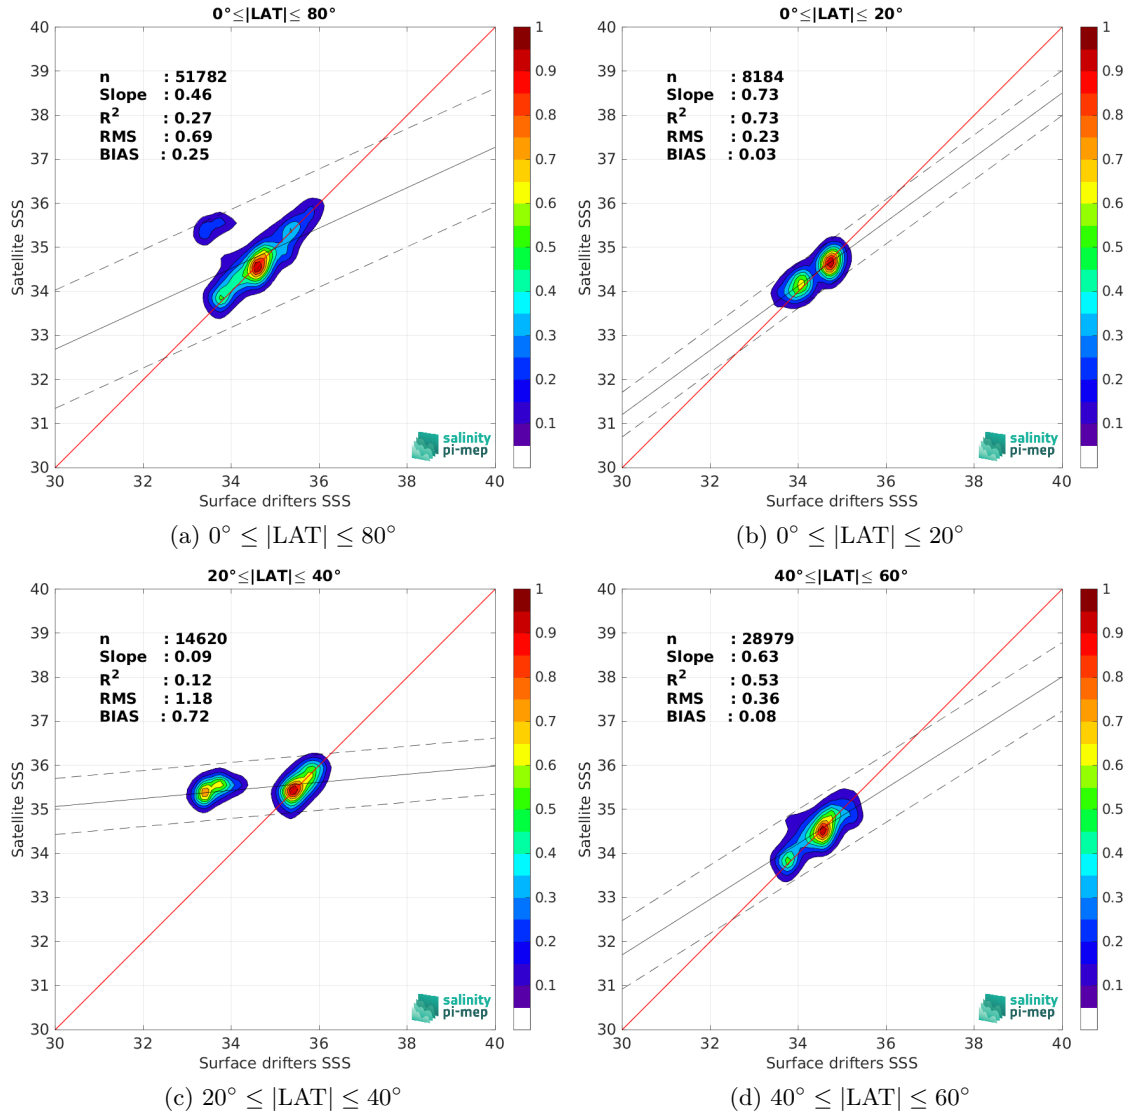 0°≤|LAT|≤ 80°
n : 51782
Slope : 0.46
R² : 0.27
RMS : 0.69
BIAS : 0.25
Satellite SSS
40
39
38
37
36
35
34
33
32
31
30
30 32 34 36 38 40
Surface drifters SSS
1
0.9
0.8
0.7
0.6
0.5
0.4
0.3
0.2
0.1
salinity
pi-mep
(a) 0° ≤ |LAT| ≤ 80°
0°≤|LAT|≤ 20°
n : 8184
Slope : 0.73
R² : 0.73
RMS : 0.23
BIAS : 0.03
Satellite SSS
40
39
38
37
36
35
34
33
32
31
30
30 32 34 36 38 40
Surface drifters SSS
1
0.9
0.8
0.7
0.6
0.5
0.4
0.3
0.2
0.1
salinity
pi-mep
(b) 0° ≤ |LAT| ≤ 20°
20°≤|LAT|≤ 40°
n : 14620
Slope : 0.09
R² : 0.12
RMS : 1.18
BIAS : 0.72
Satellite SSS
40
39
38
37
36
35
34
33
32
31
30
30 32 34 36 38 40
Surface drifters SSS
1
0.9
0.8
0.7
0.6
0.5
0.4
0.3
0.2
0.1
salinity
pi-mep
(c) 20° ≤ |LAT| ≤ 40°
40°≤|LAT|≤ 60°
n : 28979
Slope : 0.63
R² : 0.53
RMS : 0.36
BIAS : 0.08
Satellite SSS
40
39
38
37
36
35
34
33
32
31
30
30 32 34 36 38 40
Surface drifters SSS
1
0.9
0.8
0.7
0.6
0.5
0.4
0.3
0.2
0.1
salinity
pi-mep
(d) 40° ≤ |LAT| ≤ 60°